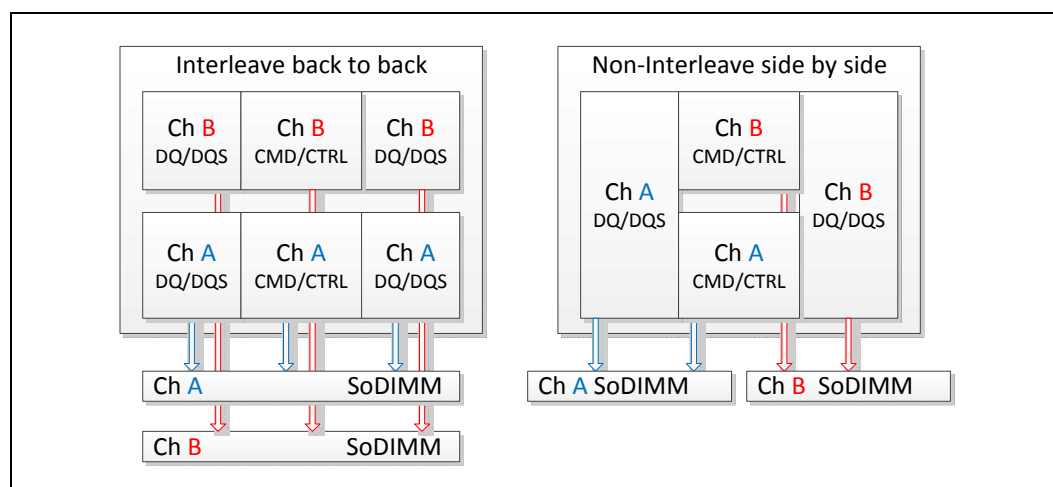 Interleave back to back
Ch B
DQ/DQS
Ch B
CMD/CTRL
Ch B
DQ/DQS
Ch A
DQ/DQS
Ch A
CMD/CTRL
Ch A
DQ/DQS
Ch A SoDIMM
Ch B SoDIMM
Non-Interleave side by side
Ch A
DQ/DQS
Ch B
CMD/CTRL
Ch A
CMD/CTRL
Ch B
DQ/DQS
Ch A SoDIMM
Ch B SoDIMM